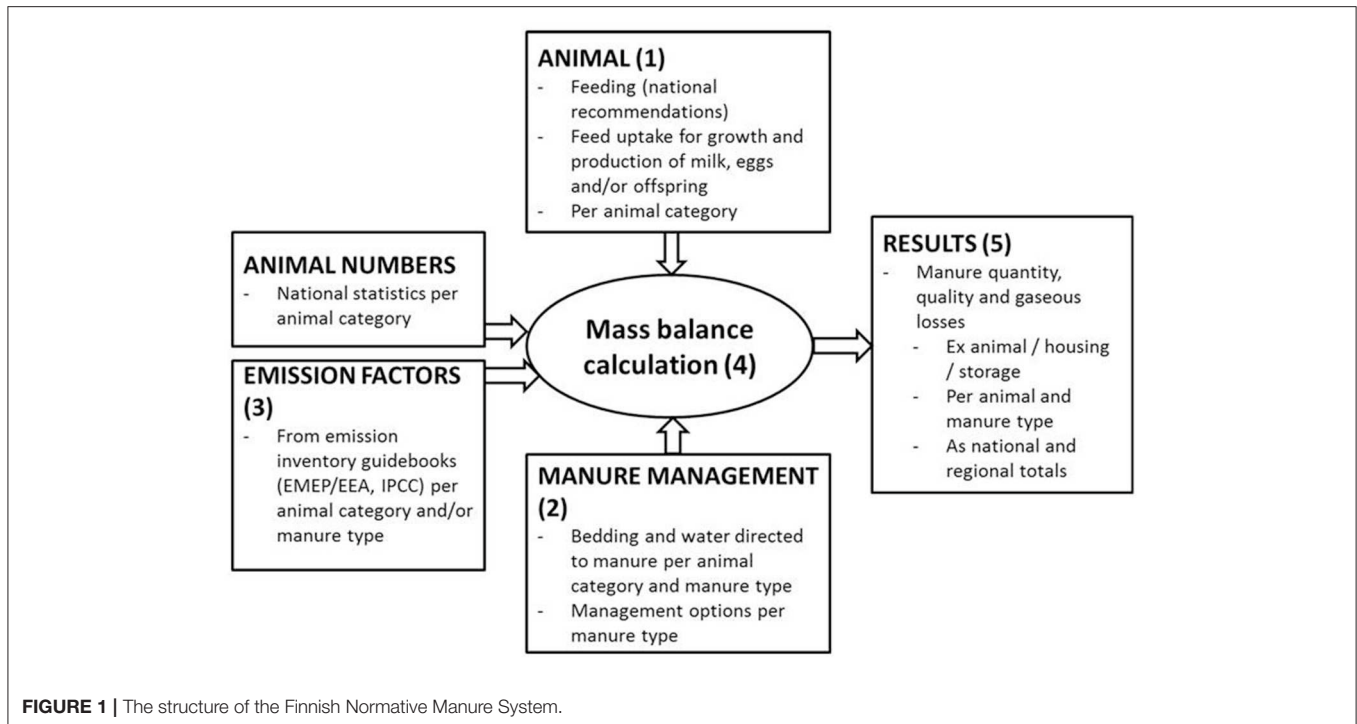 ANIMAL (1)
- Feeding (national
recommendations)
- Feed uptake for growth and
production of milk, eggs
and/or offspring
- Per animal category
ANIMAL NUMBERS
- National statistics per
animal category
EMISSION FACTORS
(3)
- From emission
inventory guidebooks
(EMEP/EEA, IPCC) per
animal category and/or
manure type
Mass balance
calculation (4)
MANURE MANAGEMENT
(2)
- Bedding and water directed
to manure per animal
category and manure type
- Management options per
manure type
RESULTS (5)
- Manure quantity,
quality and gaseous
losses
- Ex animal / housing
/ storage
- Per animal and
manure type
- As national and
regional totals
FIGURE 1 | The structure of the Finnish Normative Manure System.